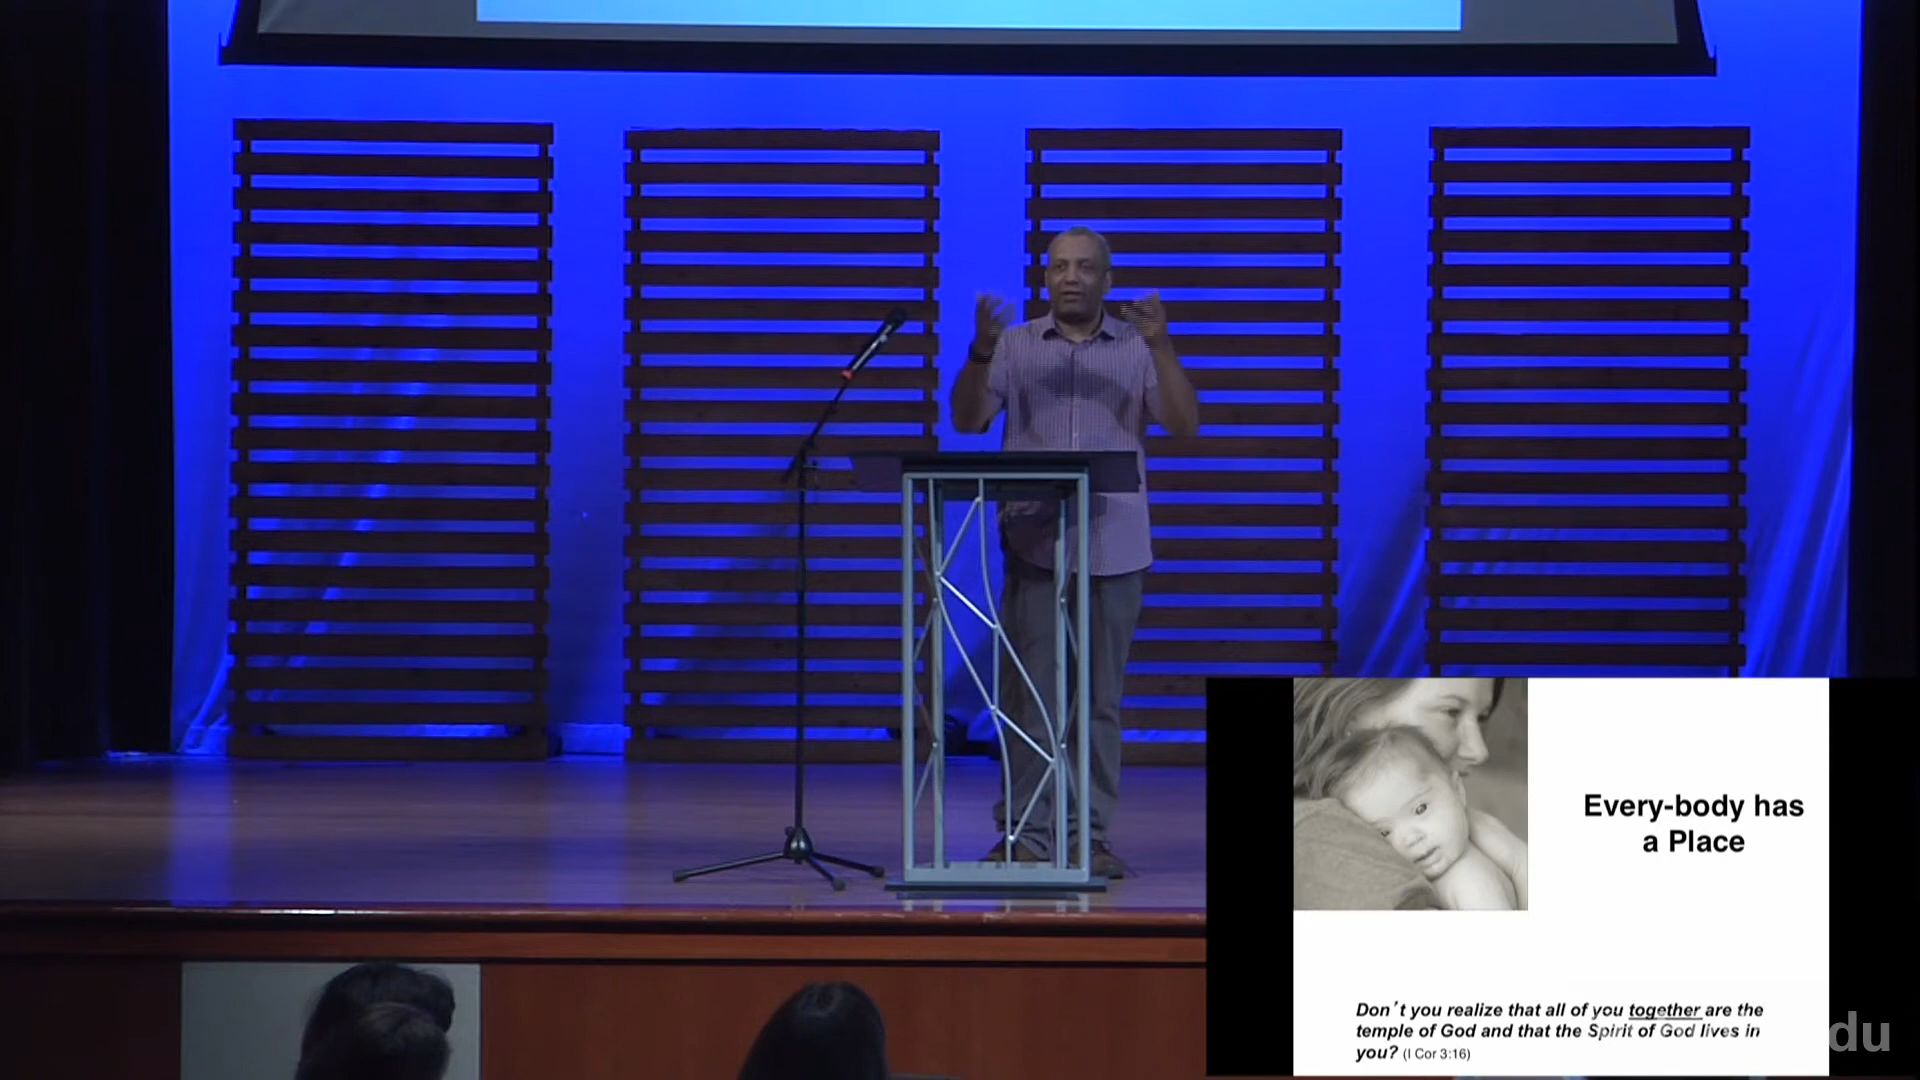 Every-body has
a Place
Don't you realize that all of you together are the
temple of God and that the Spirit of God lives in
you? (I Cor 3:16)
du